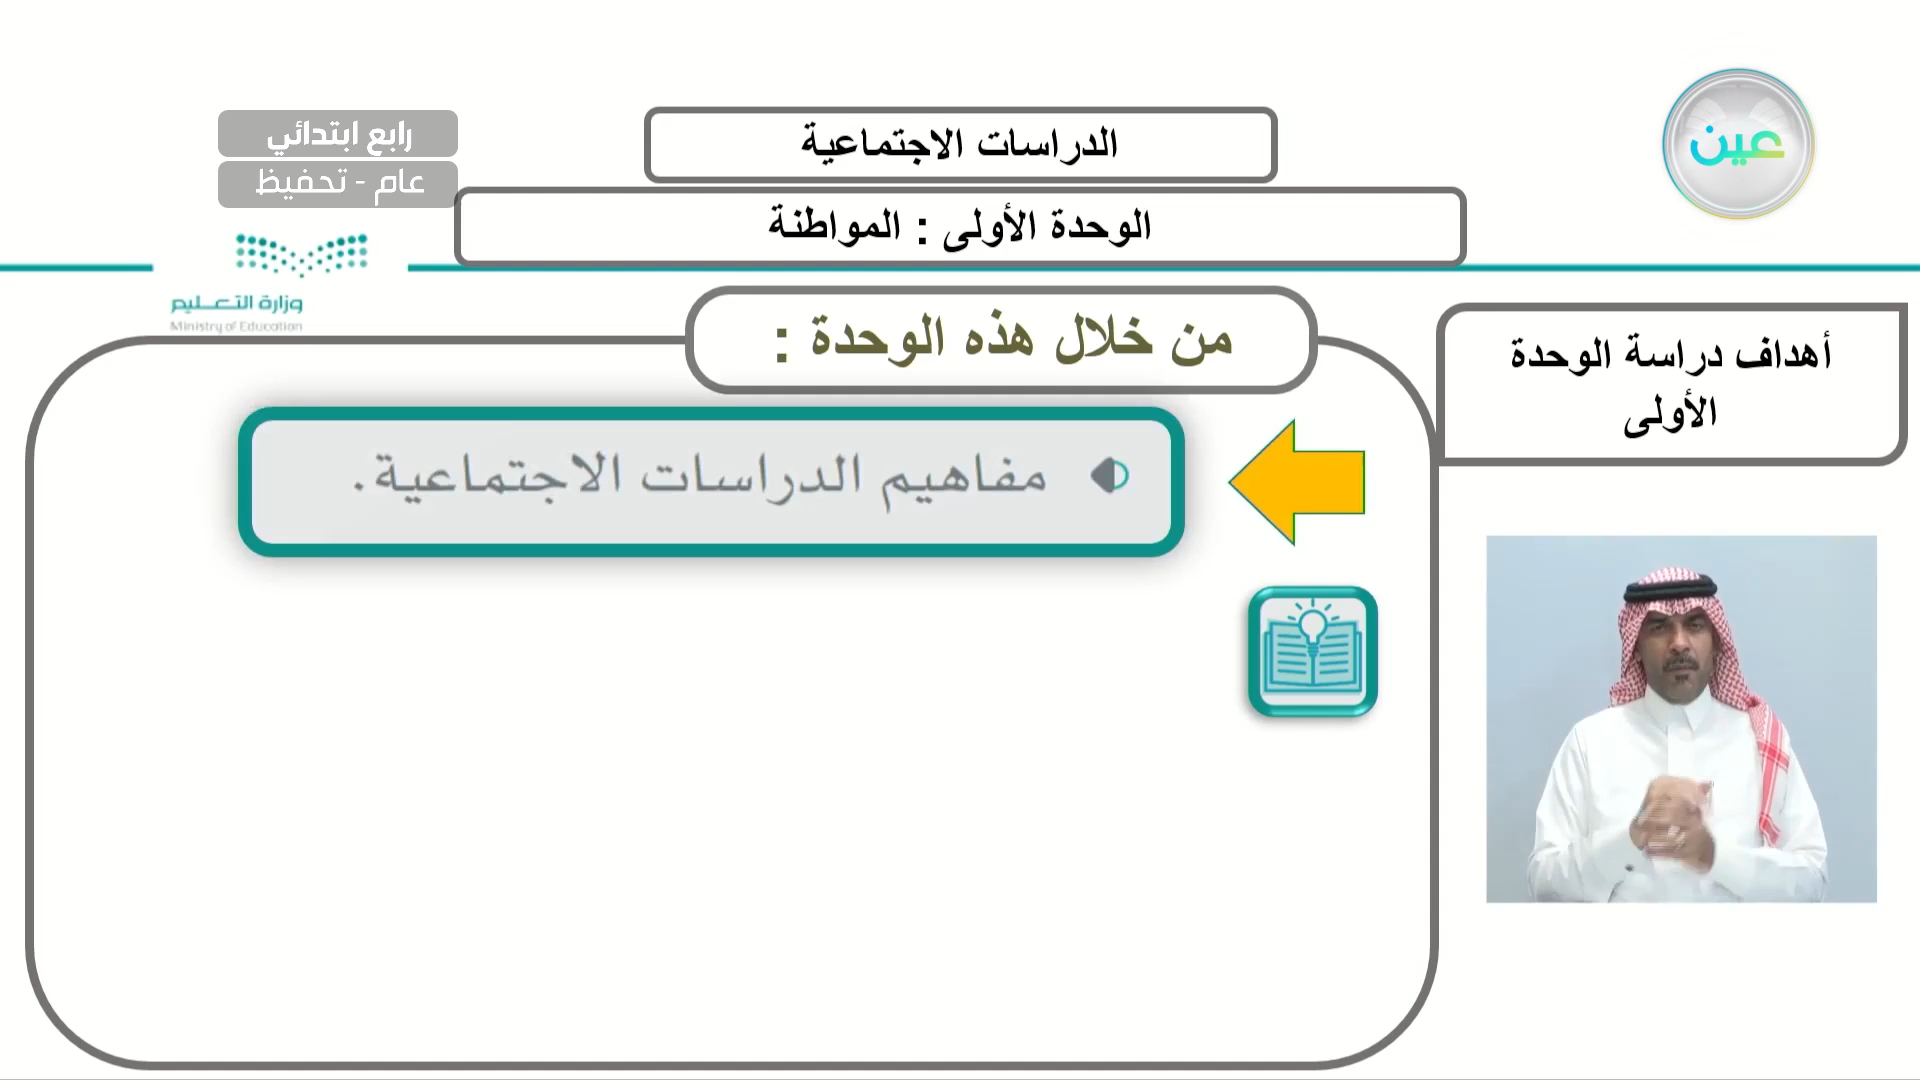 عين
الدراسات الاجتماعية
رابع ابتدائي
عام - تحفيظ
الوحدة الأولى : المواطنة
وزارة التعليم
Ministry of Education
أهداف دراسة الوحدة
الأولى
من خلال هذه الوحدة :
مفاهيم الدراسات الاجتماعية.